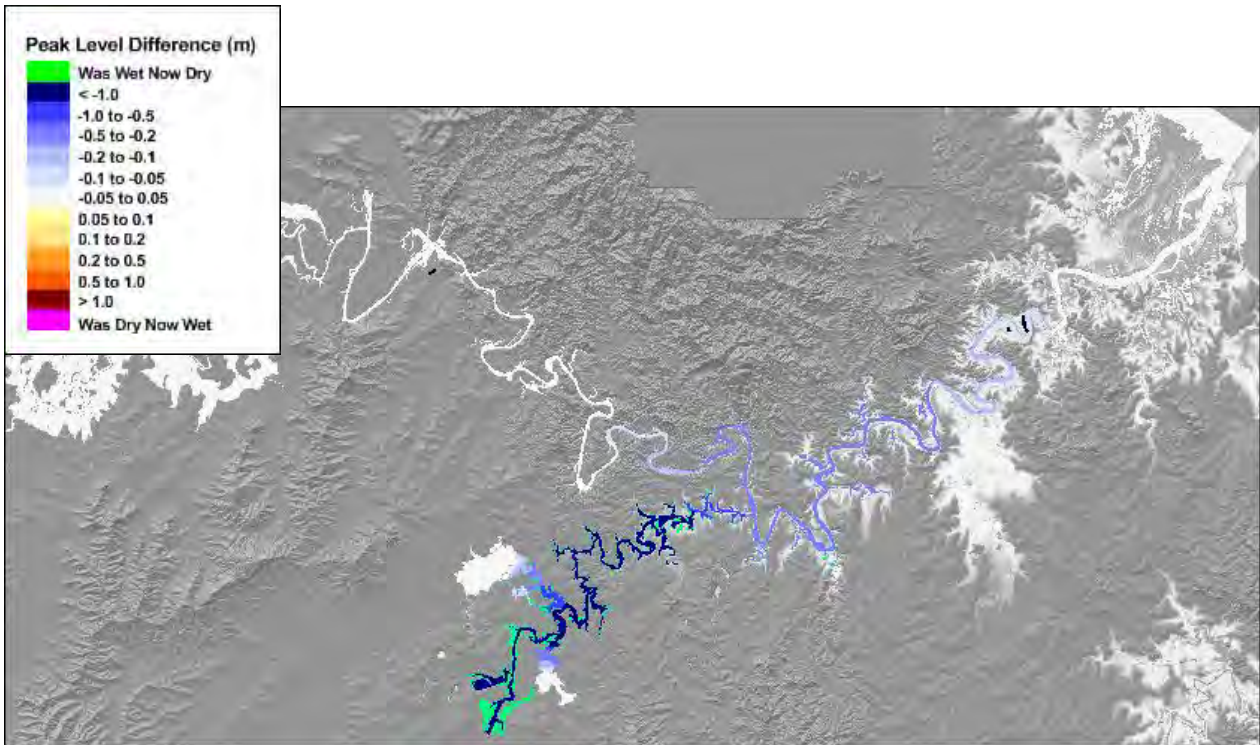 Peak Level Difference (m)
Was Wet Now Dry
< -1.0
-1.0 to -0.5
-0.5 to -0.2
-0.2 to -0.1
-0.1 to -0.05
-0.05 to 0.05
0.05 to 0.1
0.1 to 0.2
0.2 to 0.5
0.5 to 1.0
> 1.0
Was Dry Now Wet